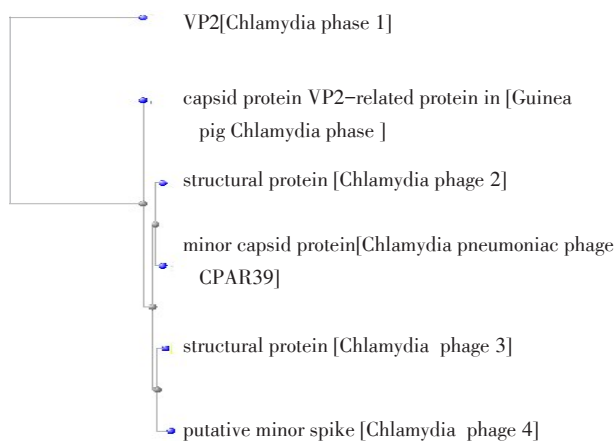 VP2[Chlamydia phase 1]
capsid protein VP2-related protein in [Guinea
pig Chlamydia phase ]
structural protein [Chlamydia phage 2]
minor capsid protein[Chlamydia pneumoniac phage
CPAR39]
structural protein [Chlamydia phage 3]
putative minor spike [Chlamydia phage 4]